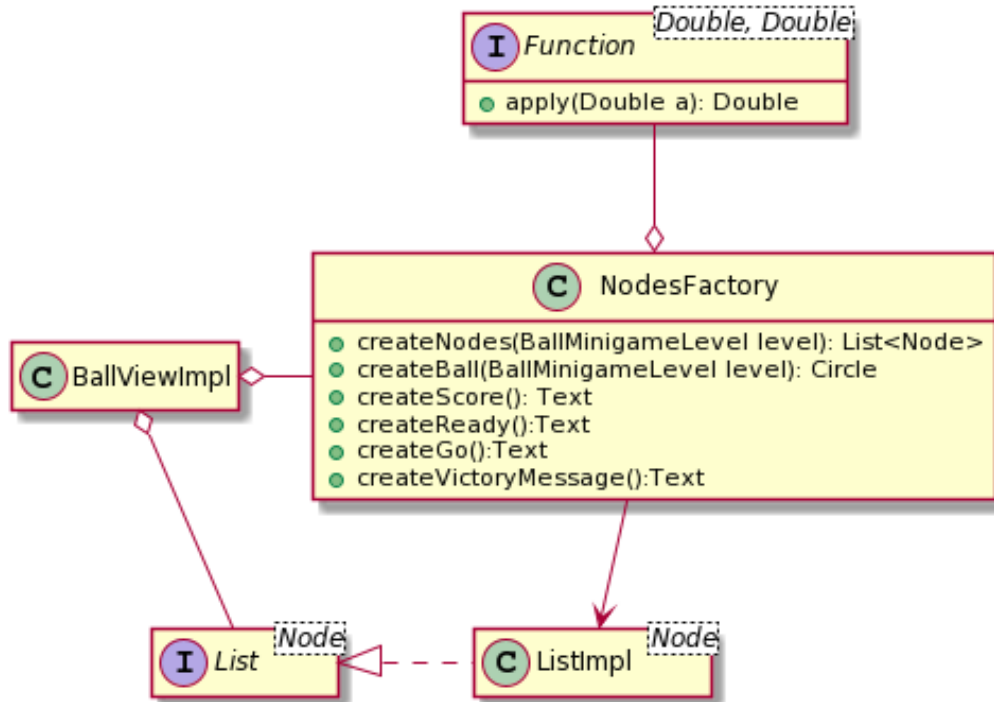 Double, Double
I Function
apply(Double a): Double
C NodesFactory
createNodes(BallMinigameLevel level): List<Node>
createBall(BallMinigameLevel level): Circle
createScore(): Text
createReady():Text
createGo():Text
createVictoryMessage():Text
C BallViewImpl
Node
I List
Node
C ListImpl